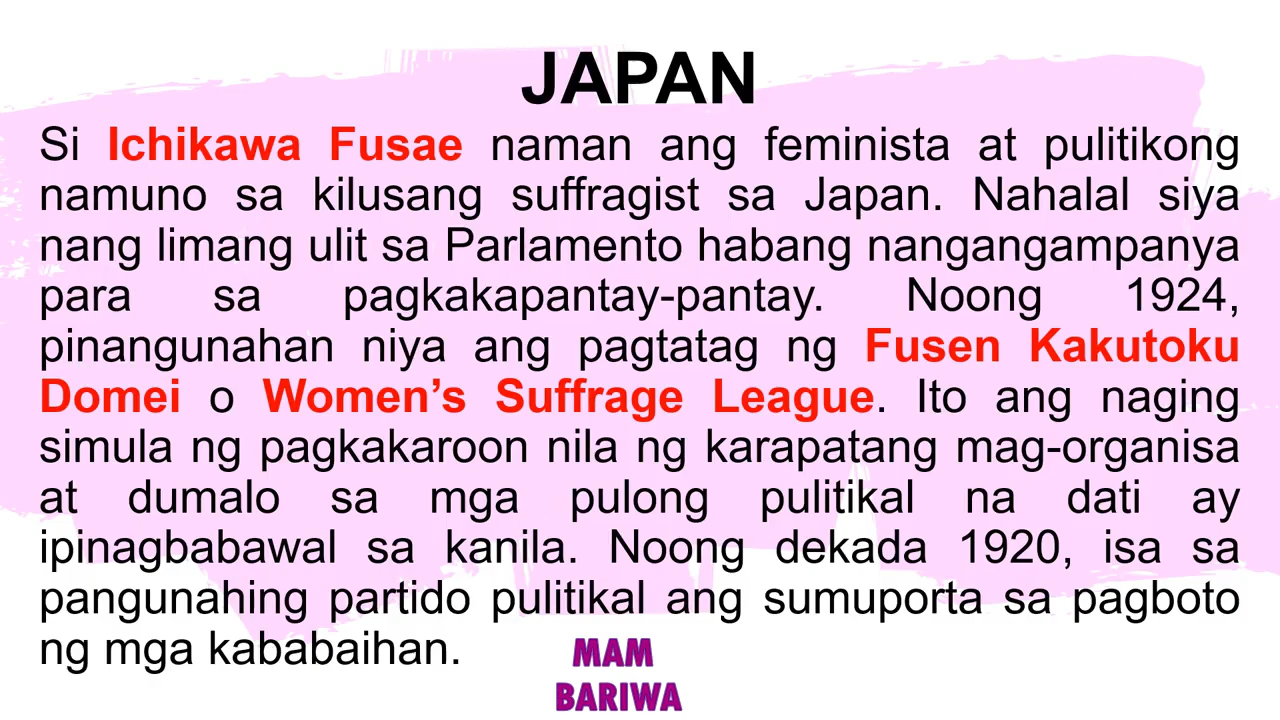 JAPAN
Si Ichikawa Fusae naman ang feminista at pulitikong
namuno sa kilusang suffragist sa Japan. Nahalal siya
nang limang ulit sa Parlamento habang nangangampanya
para sa pagkakapantay-pantay. Noong 1924,
pinangunahan niya ang pagtatag ng Fusen Kakutoku
Domei o Women’s Suffrage League. Ito ang naging
simula ng pagkakaroon nila ng karapatang mag-organisa
at dumalo sa mga pulong pulitikal na dati ay
ipinagbabawal sa kanila. Noong dekada 1920, isa sa
pangunahing partido pulitikal ang sumuporta sa pagboto
ng mga kababaihan.
MAM
BARIWA